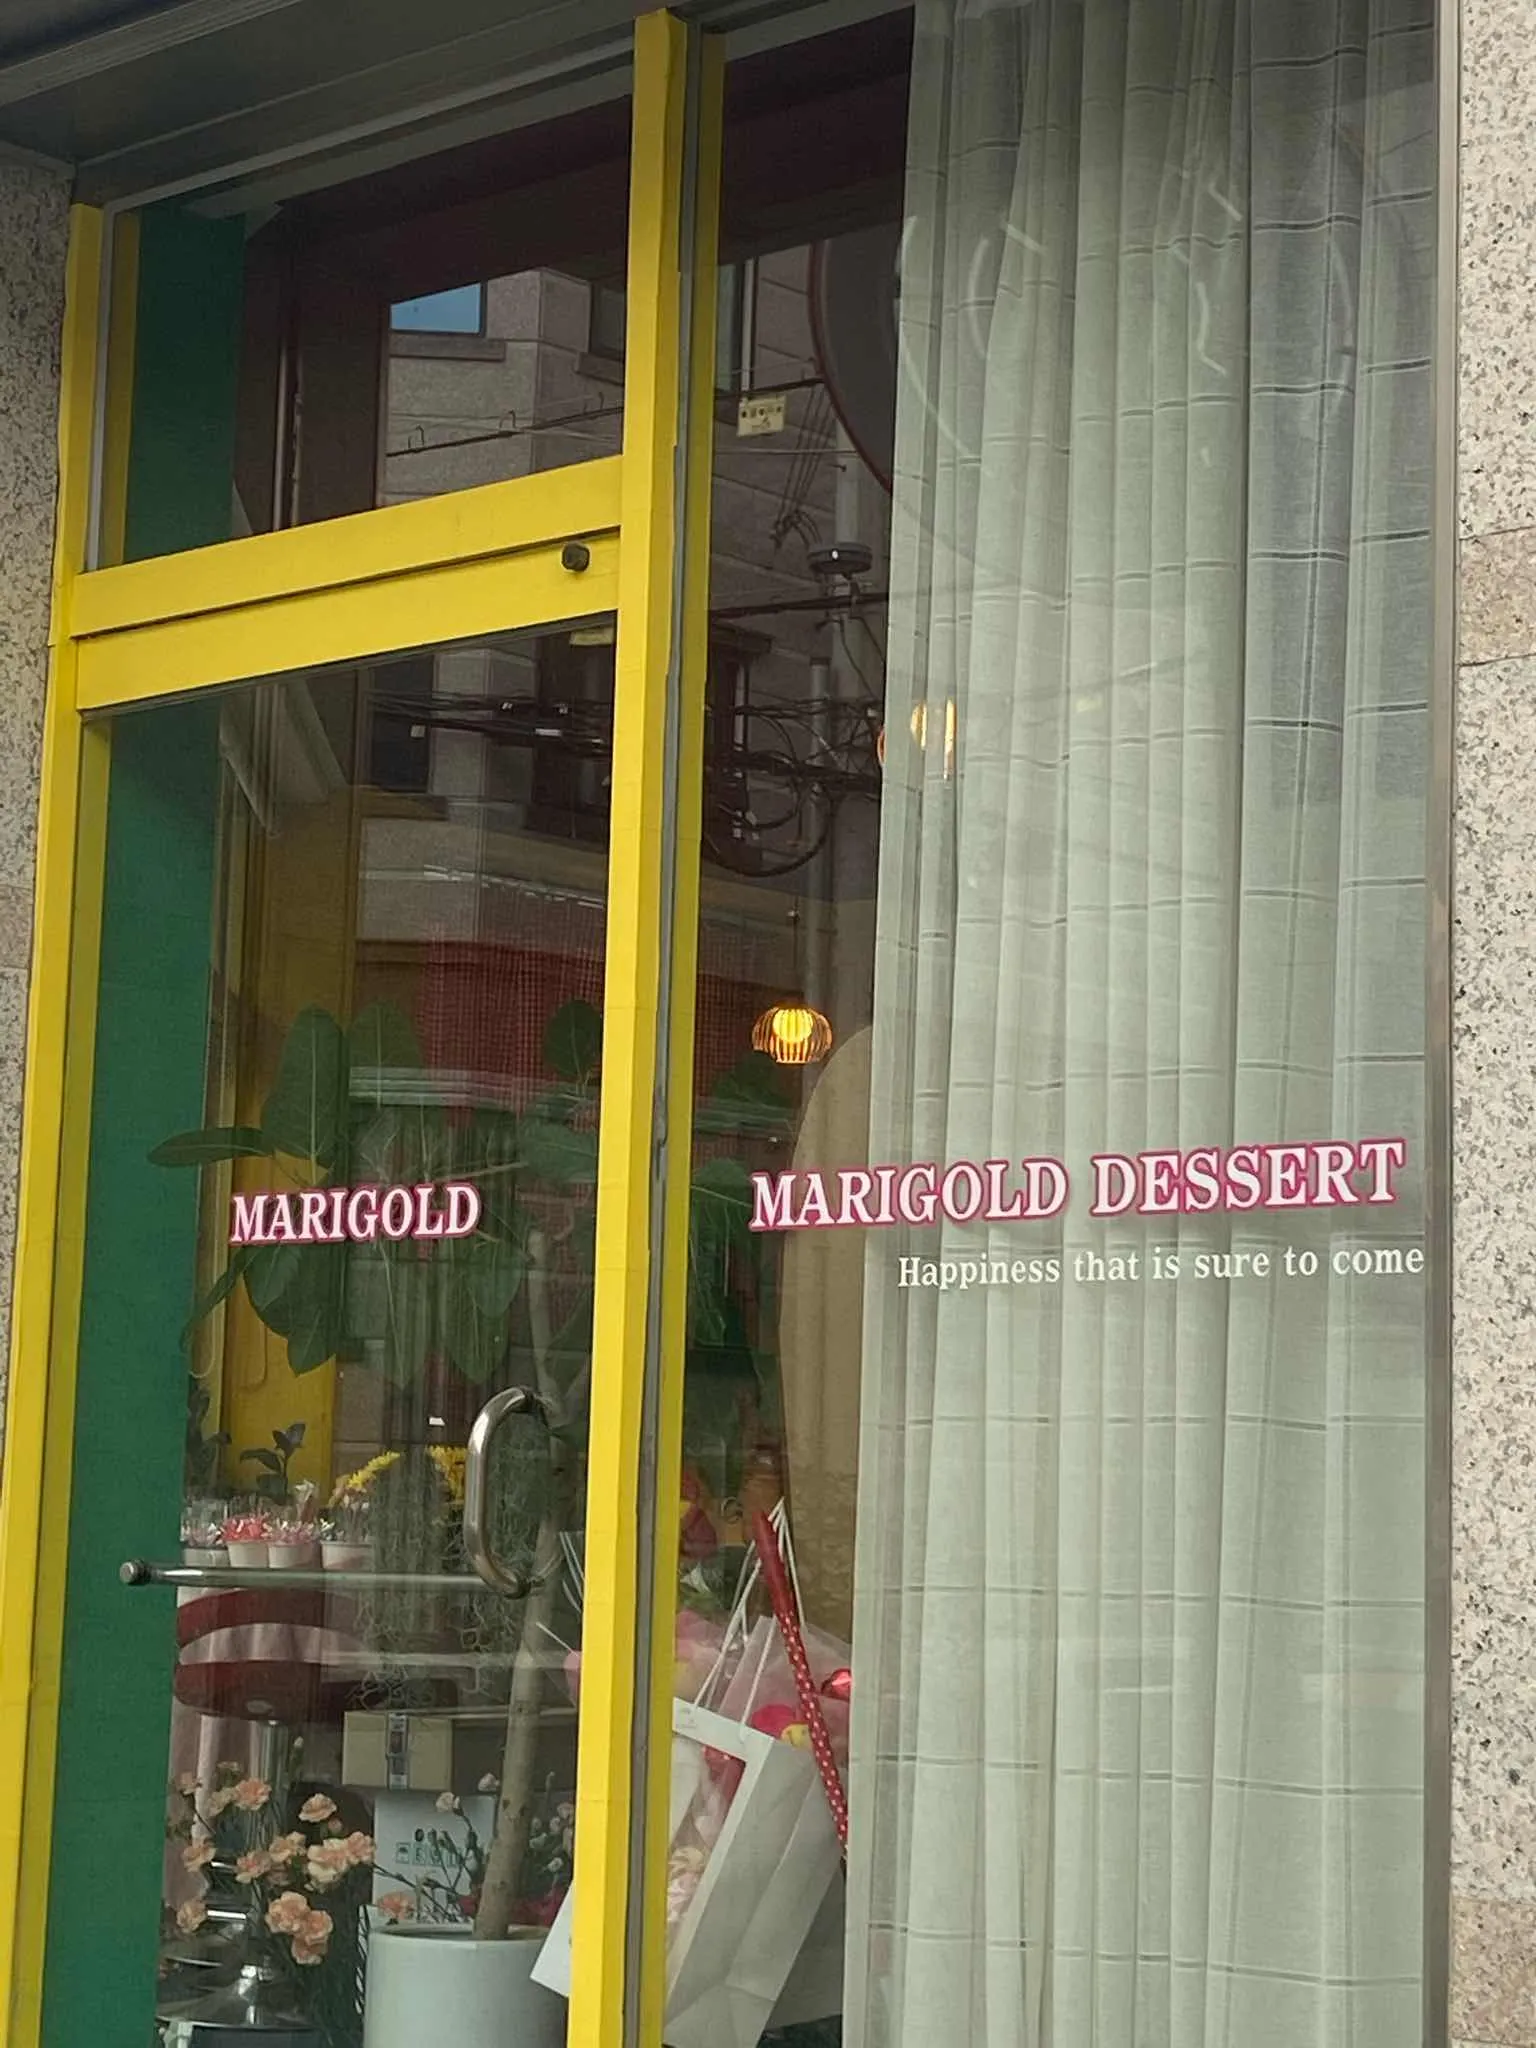 MARIGOLD
MARIGOLD DESSERT
Happiness that is sure to come